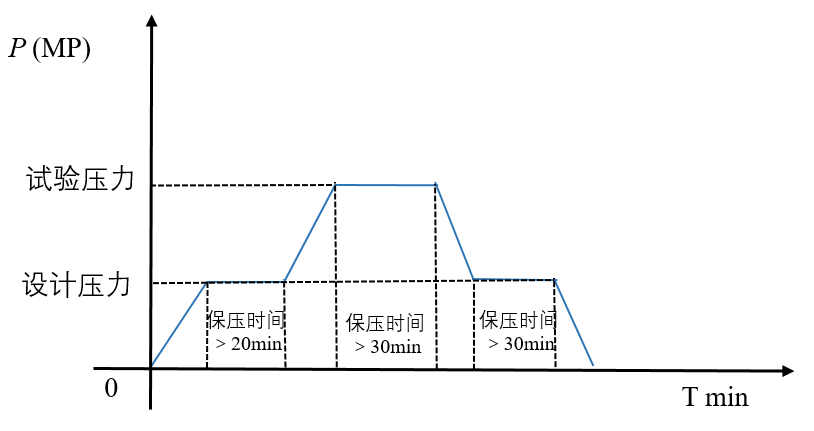 P (MP)
试验压力
设计压力
保压时间
> 20min
保压时间
> 30min
保压时间
> 30min
0
T min